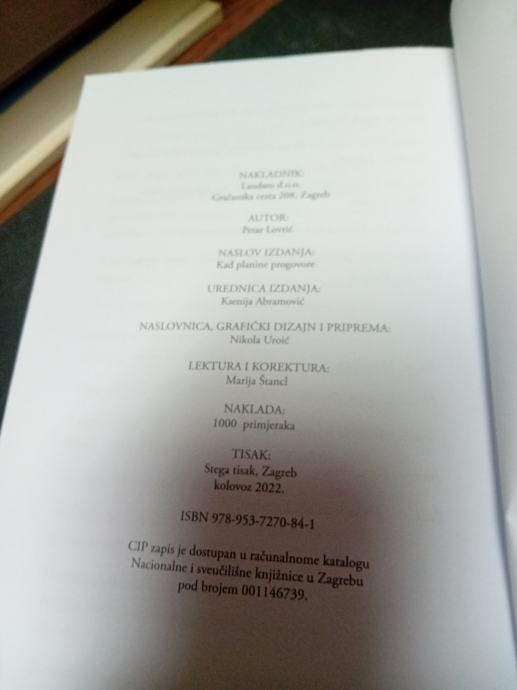 NAKLADNIK:
Laudato d.o.o.
Gračanska cesta 208, Zagreb
AUTOR:
Petar Lovrić
NASLOV IZDANJA:
Kad planine progovore
UREDNICA IZDANJA:
Ksenija Abramović
NASLOVNICA, GRAFIČKI DIZAJN I PRIPREMA:
Nikola Uroić
LEKTURA I KOREKTURA:
Marija Štancl
NAKLADA:
1000 primjeraka
TISAK:
Stega tisak, Zagreb
kolovoz 2022.
ISBN 978-953-7270-84-1
CIP zapis je dostupan u računalnome katalogu
Nacionalne i sveučilišne knjižnice u Zagrebu
pod brojem 001146739.